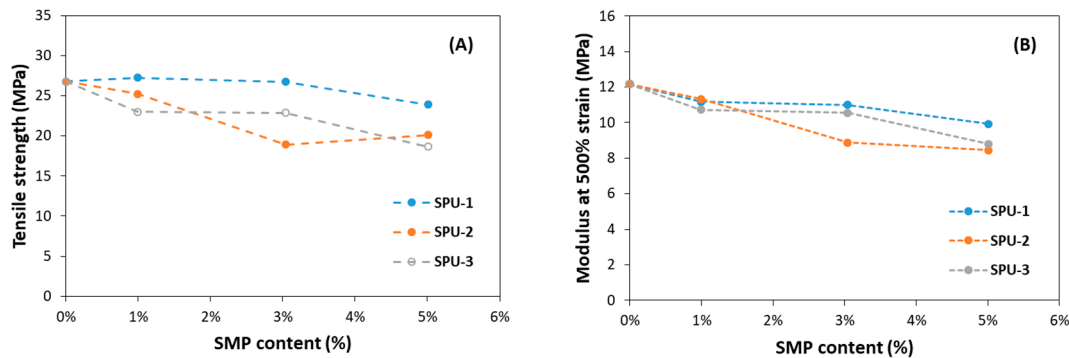 35
30
25
20
15
10
5
0
Tensile strength (MPa)
(A)
SPU-1
SPU-2
SPU-3
0% 1% 2% 3% 4% 5% 6%
SMP content (%)
16
14
12
10
8
6
4
2
0
Modulus at 500% strain (MPa)
(B)
SPU-1
SPU-2
SPU-3
0% 1% 2% 3% 4% 5% 6%
SMP content (%)